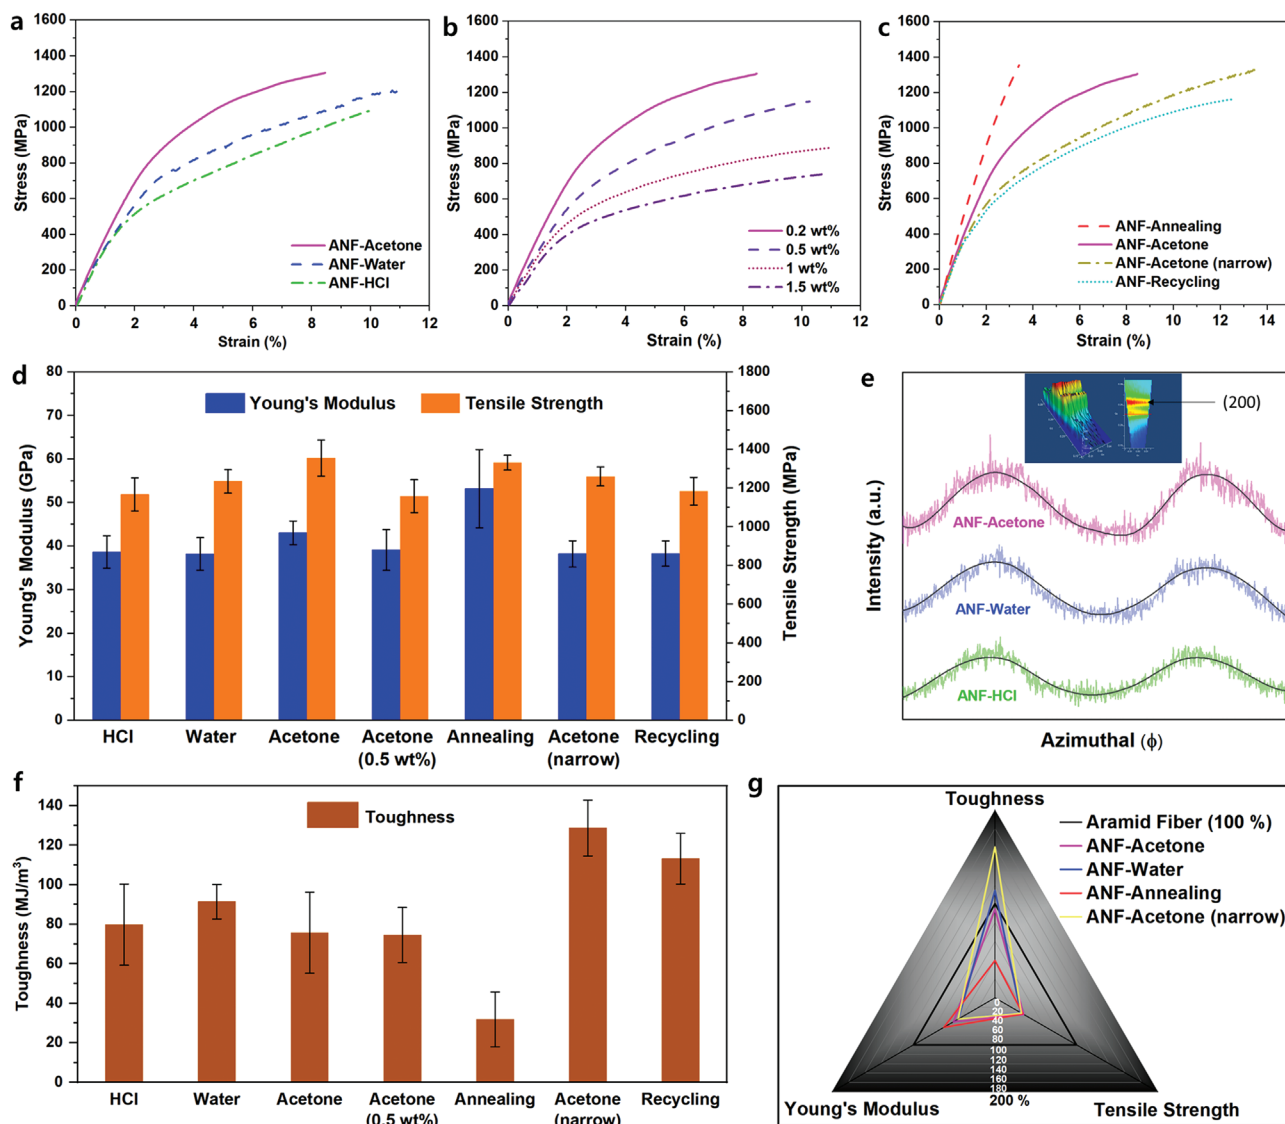 a
1600
1400
1200
1000
800
600
400
200
0
Stress (MPa)
0 2 4 6 8 10 12
Strain (%)
ANF-Acetone
ANF-Water
ANF-HCl
b
1600
1400
1200
1000
800
600
400
200
0
Stress (MPa)
0 2 4 6 8 10 12
Strain (%)
0.2 wt%
0.5 wt%
1 wt%
1.5 wt%
c
1600
1400
1200
1000
800
600
400
200
0
Stress (MPa)
0 2 4 6 8 10 12 14
Strain (%)
ANF-Annealing
ANF-Acetone
ANF-Acetone (narrow)
ANF-Recycling
d
80
70
60
50
40
30
20
10
0
Young's Modulus (GPa)
Young's Modulus
Tensile Strength
1800
1600
1400
1200
1000
800
600
400
200
0
Tensile Strength (MPa)
HCl Water Acetone Acetone Annealing Acetone Recycling
(0.5 wt%) (narrow)
e
(200)
Intensity (a.u.)
ANF-Acetone
ANF-Water
ANF-HCl
Azimuthal (ϕ)
f
140
120
100
80
60
40
20
0
Toughness (MJ/m³)
Toughness
HCl Water Acetone Acetone Annealing Acetone Recycling
(0.5 wt%) (narrow)
g
Toughness
Aramid Fiber (100 %)
ANF-Acetone
ANF-Water
ANF-Annealing
ANF-Acetone (narrow)
0
20
40
60
80
100
120
140
160
180
200 %
Young's Modulus
Tensile Strength